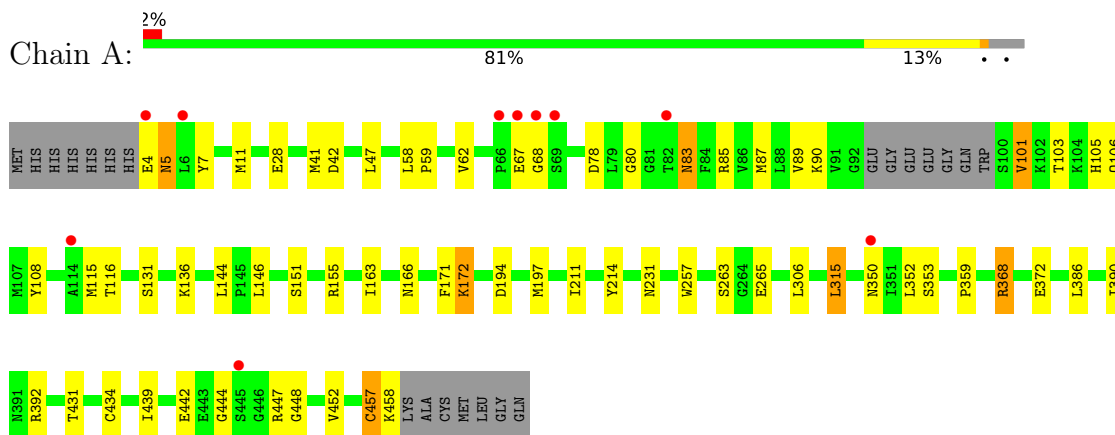 2%
Chain A:
81% 13% • •
MET HIS HIS HIS HIS HIS HIS E4 N5 L6 Y7 M11 E28 M41 D42 L47 L58 P59 V62 P66 E67 G68 S69 D78 L79 G80 G81 T82 N83 F84 R85 V86 M87 L88 V89 K90 V91 G92 GLU GLY GLU GLU GLY GLN TRP S100 V101 K102 T103 K104 H105
M107 Y108 A114 M115 T116 S131 K136 L144 P145 L146 S151 R155 I163 N166 F171 K172 D194 M197 I211 Y214 N231 W257 S263 G264 E265 L306 L315 N350 I351 L352 S353 P359 R368 E372 L386
N391 R392 T431 C434 I439 E442 E443 G444 S445 G446 R447 G448 V452 C457 K458 LYS ALA CYS MET LEU GLY GLN